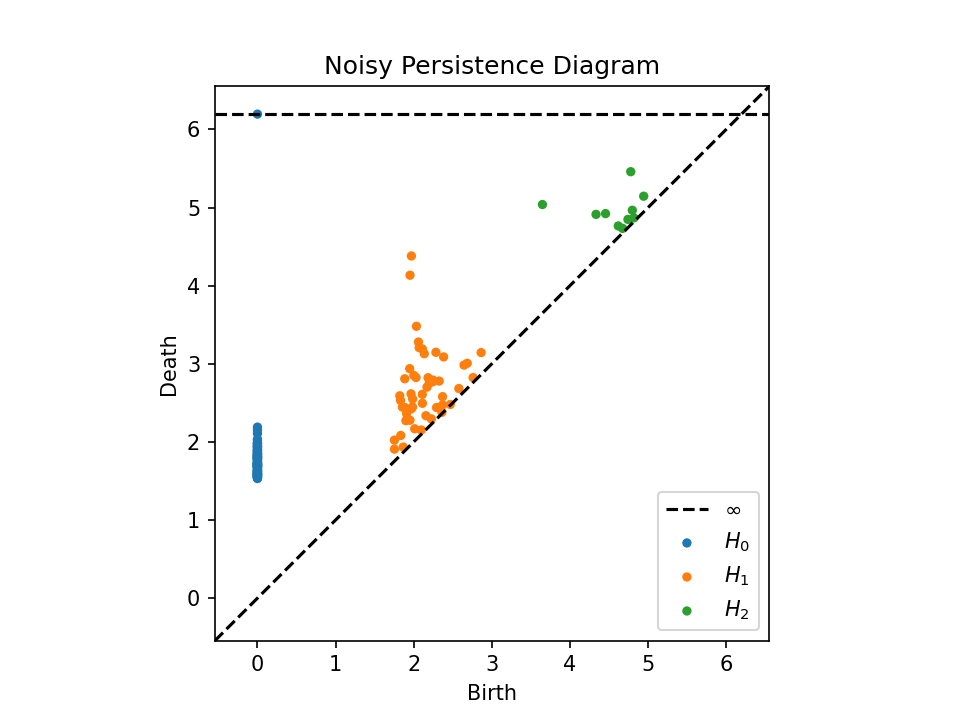 Noisy Persistence Diagram
Death
6
5
4
3
2
1
0
0 1 2 3 4 5 6
Birth
∞
H₀
H₁
H₂